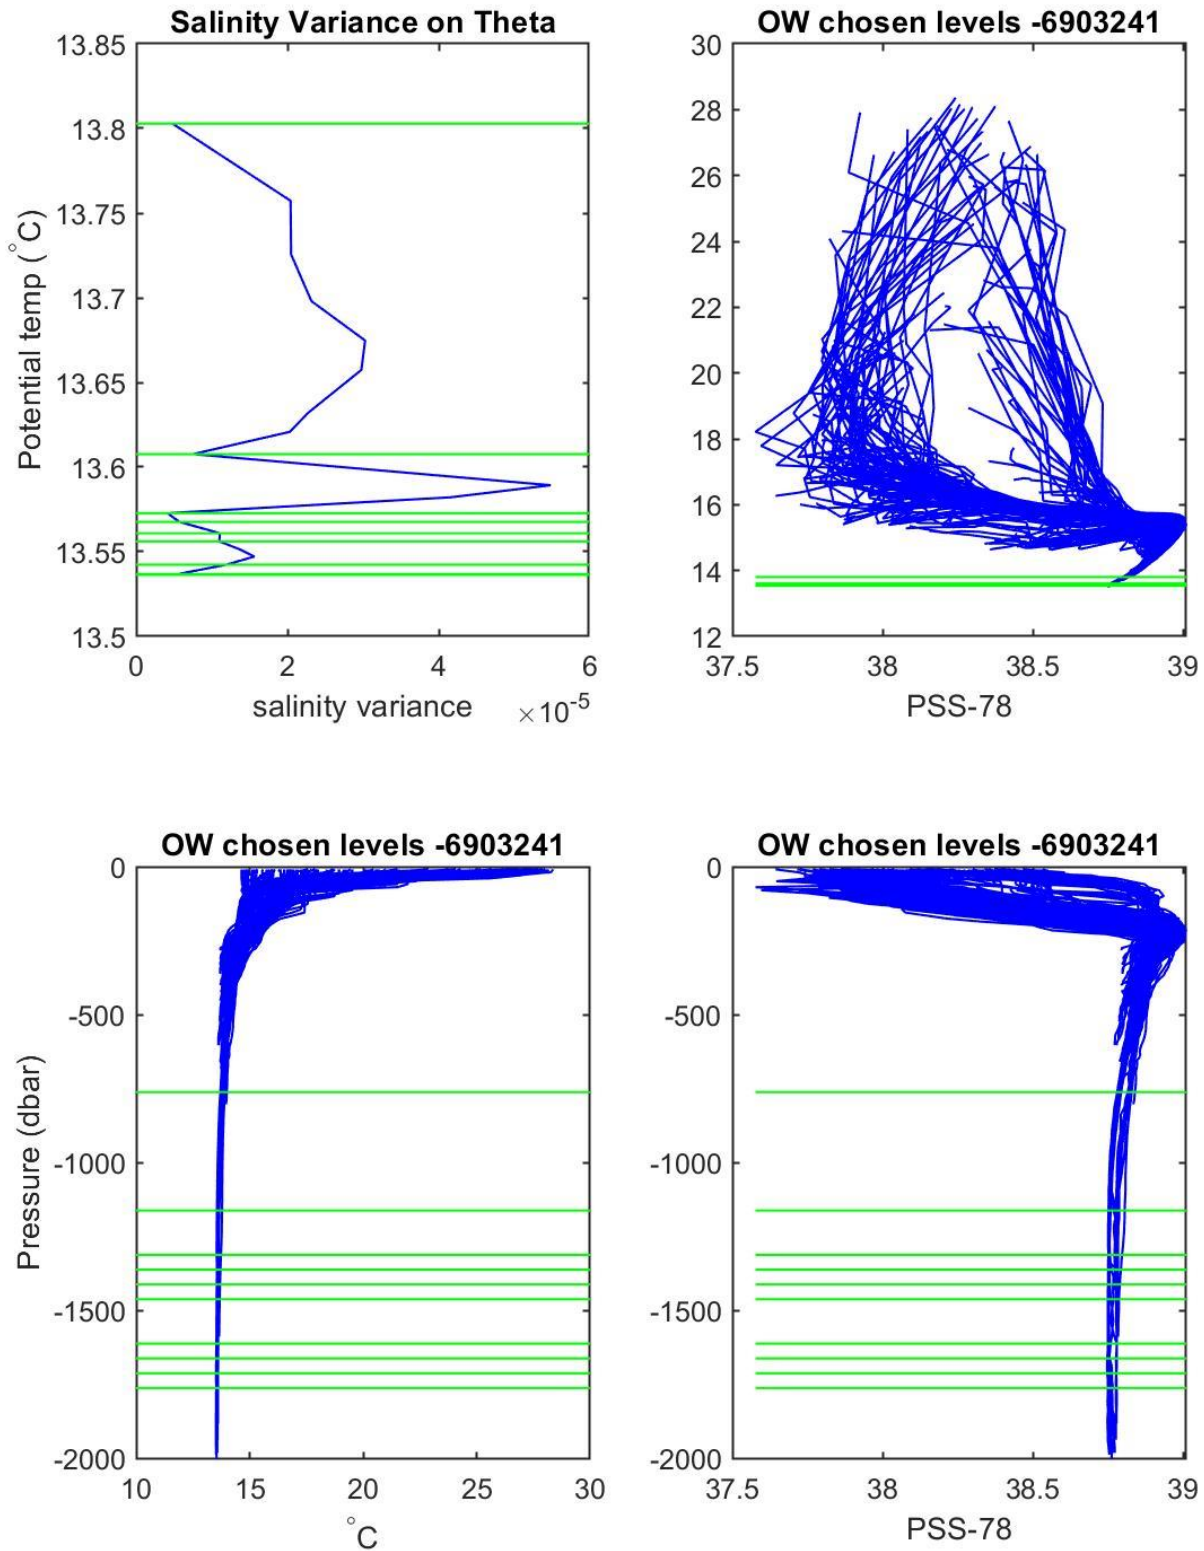 Salinity Variance on Theta
13.85
13.8
13.75
13.7
13.65
13.6
13.55
13.5
Potential temp (°C)
0 2 4 6
salinity variance ×10-5
OW chosen levels -6903241
30
28
26
24
22
20
18
16
14
12
37.5 38 38.5 39
PSS-78
OW chosen levels -6903241
0
-500
-1000
-1500
-2000
Pressure (dbar)
10 15 20 25 30
°C
OW chosen levels -6903241
0
-500
-1000
-1500
-2000
37.5 38 38.5 39
PSS-78